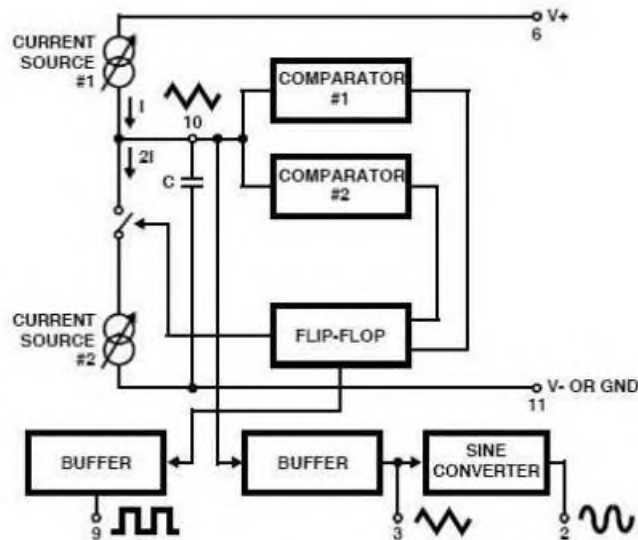 V+
6
CURRENT
SOURCE
#1
I
10
COMPARATOR
#1
2I
C
COMPARATOR
#2
CURRENT
SOURCE
#2
FLIP-FLOP
V- OR GND
11
BUFFER
BUFFER
SINE
CONVERTER
9
3
2